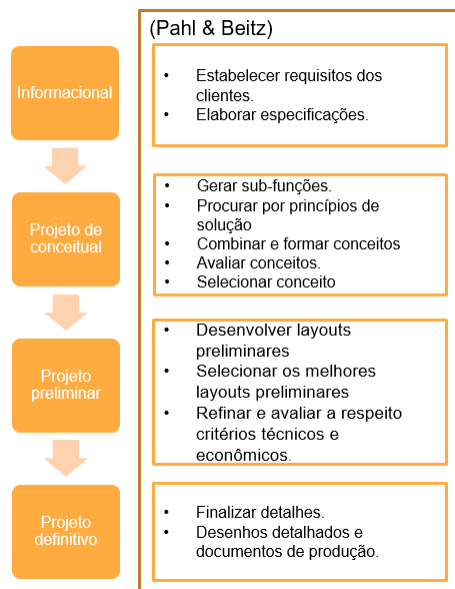 (Pahl & Beitz)
Informacional
• Estabelecer requisitos dos
clientes.
• Elaborar especificações.
Projeto de
conceitual
• Gerar sub-funções.
• Procurar por princípios de
solução
• Combinar e formar conceitos
• Avaliar conceitos.
• Selecionar conceito
Projeto
preliminar
• Desenvolver layouts
preliminares
• Selecionar os melhores
layouts preliminares
• Refinar e avaliar a respeito
critérios técnicos e
econômicos.
Projeto
definitivo
• Finalizar detalhes.
• Desenhos detalhados e
documentos de produção.